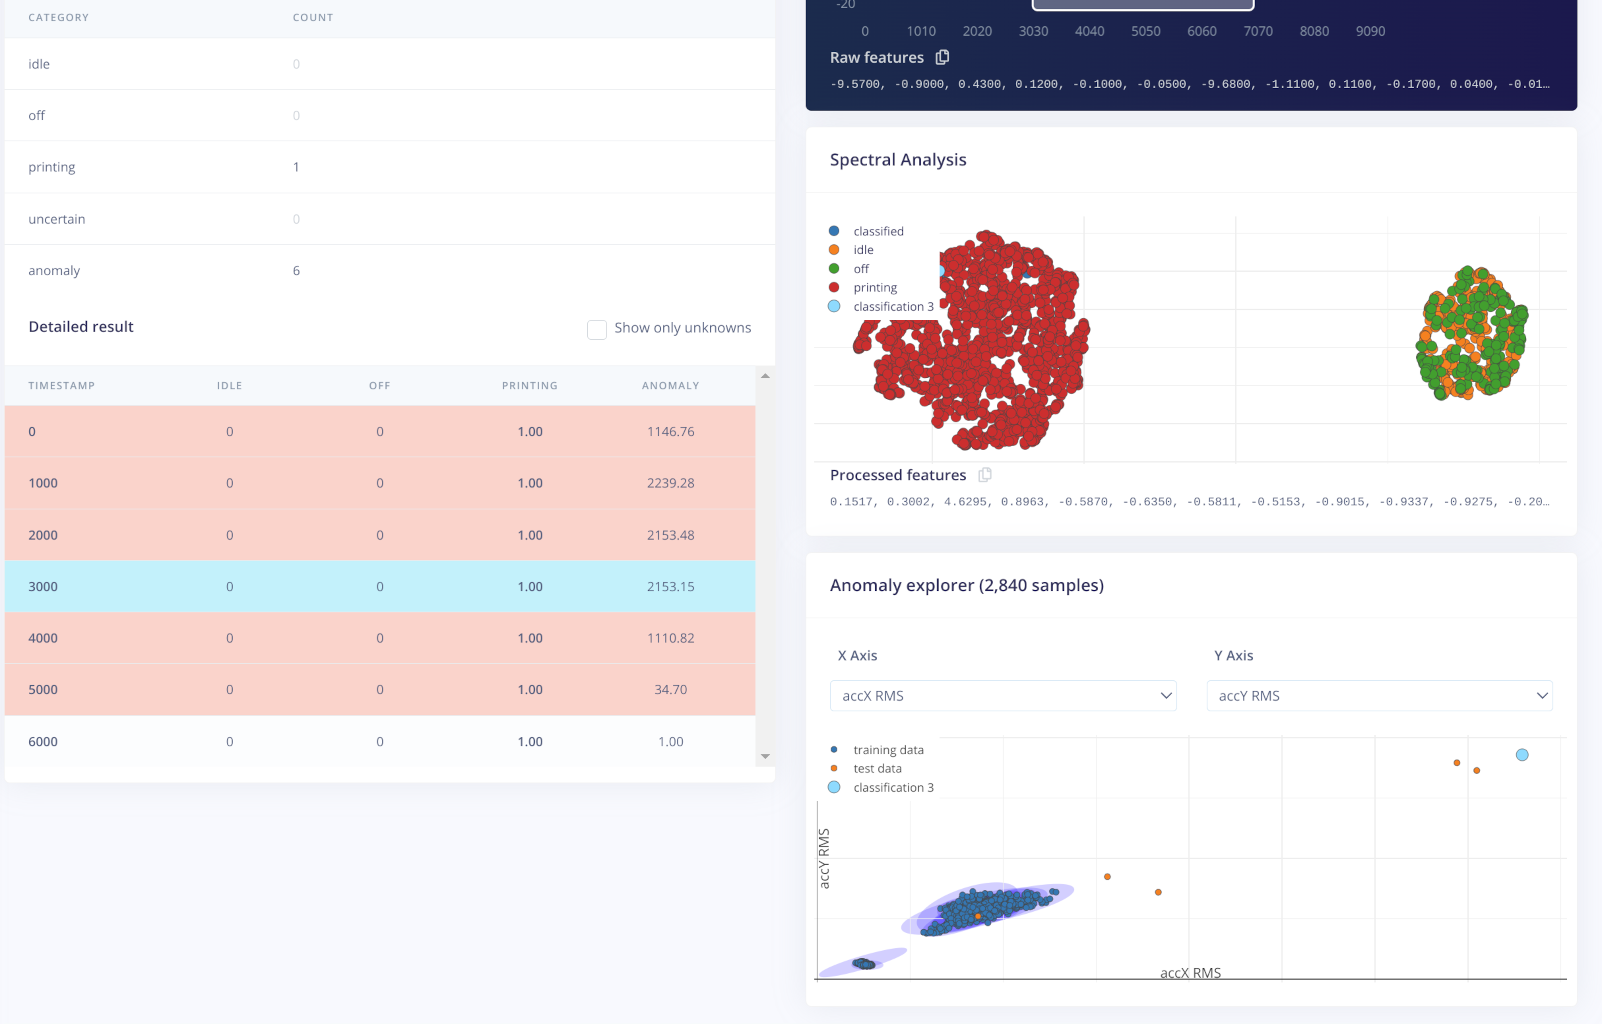 CATEGORY COUNT
idle 0
off 0
printing 1
uncertain 0
anomaly 6
Detailed result
Show only unknowns
TIMESTAMP IDLE OFF PRINTING ANOMALY
0 0 0 1.00 1146.76
1000 0 0 1.00 2239.28
2000 0 0 1.00 2153.48
3000 0 0 1.00 2153.15
4000 0 0 1.00 1110.82
5000 0 0 1.00 34.70
6000 0 0 1.00 1.00
-20
0 1010 2020 3030 4040 5050 6060 7070 8080 9090
Raw features
-9.5700, -0.9000, 0.4300, 0.1200, -0.1000, -0.0500, -9.6800, -1.1100, 0.1100, -0.1700, 0.0400, -0.01…
Spectral Analysis
classified
idle
off
printing
classification 3
Processed features
0.1517, 0.3002, 4.6295, 0.8963, -0.5870, -0.6350, -0.5811, -0.5153, -0.9015, -0.9337, -0.9275, -0.20…
Anomaly explorer (2,840 samples)
X Axis Y Axis
accX RMS accY RMS
training data
test data
classification 3
accY RMS
accX RMS